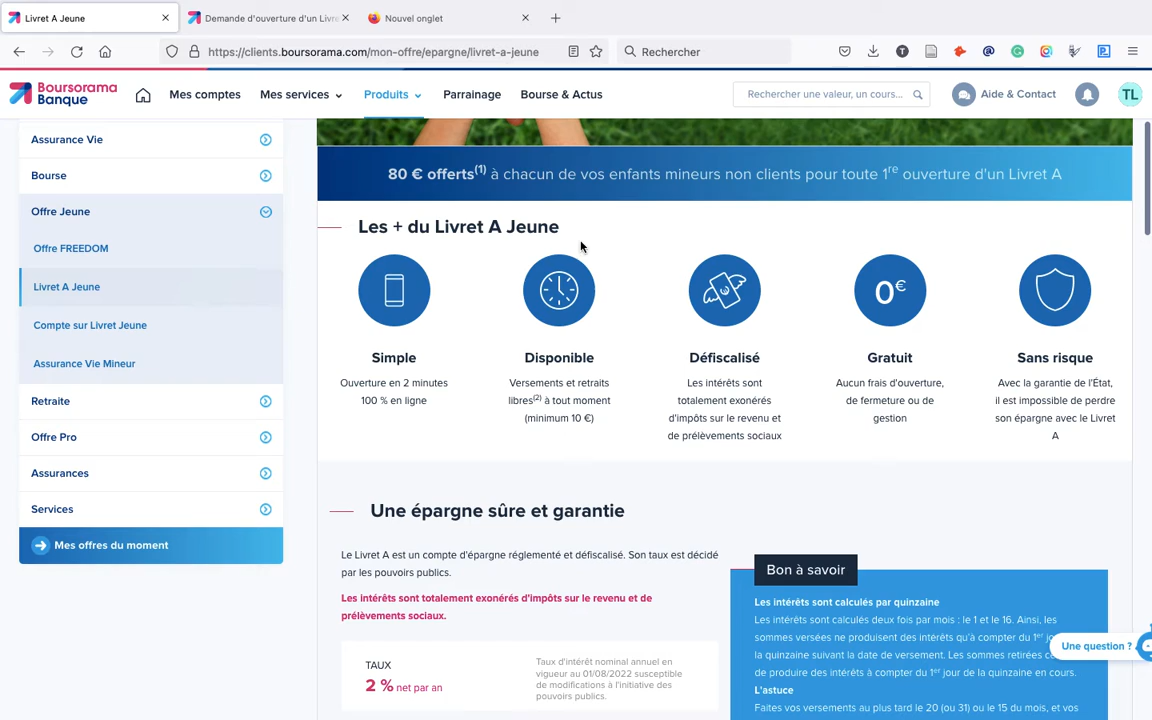 Livret A Jeune
Demande d'ouverture d'un Livre
Nouvel onglet
https://clients.boursorama.com/mon-offre/epargne/livret-a-jeune
Rechercher
Boursorama
Banque
Mes comptes
Mes services
Produits
Parrainage
Bourse & Actus
Rechercher une valeur, un cours...
Aide & Contact
TL
Assurance Vie
Bourse
Offre Jeune
Offre FREEDOM
Livret A Jeune
Compte sur Livret Jeune
Assurance Vie Mineur
Retraite
Offre Pro
Assurances
Services
Mes offres du moment
80 € offerts(1) à chacun de vos enfants mineurs non clients pour toute 1re ouverture d'un Livret A
Les + du Livret A Jeune
0€
Simple
Ouverture en 2 minutes
100 % en ligne
Disponible
Versements et retraits
libres(2) à tout moment
(minimum 10 €)
Défiscalisé
Les intérêts sont
totalement exonérés
d'impôts sur le revenu et
de prélèvements sociaux
Gratuit
Aucun frais d'ouverture,
de fermeture ou de
gestion
Sans risque
Avec la garantie de l'État,
il est impossible de perdre
son épargne avec le Livret
A
Une épargne sûre et garantie
Le Livret A est un compte d'épargne réglementé et défiscalisé. Son taux est décidé
par les pouvoirs publics.
Les intérêts sont totalement exonérés d'impôts sur le revenu et de
prélèvements sociaux.
TAUX
2 % net par an
Taux d'intérêt nominal annuel en
vigueur au 01/08/2022 susceptible
de modifications à l'initiative des
pouvoirs publics.
Bon à savoir
Les intérêts sont calculés par quinzaine
Les intérêts sont calculés deux fois par mois : le 1 et le 16. Ainsi, les
sommes versées ne produisent des intérêts qu'à compter du 1er
la quinzaine suivant la date de versement. Les sommes retirées
de produire des intérêts à compter du 1er jour de la quinzaine en cours.
L'astuce
Faites vos versements au plus tard le 20 (ou 31) ou le 15 du mois, et vos
Une question ?